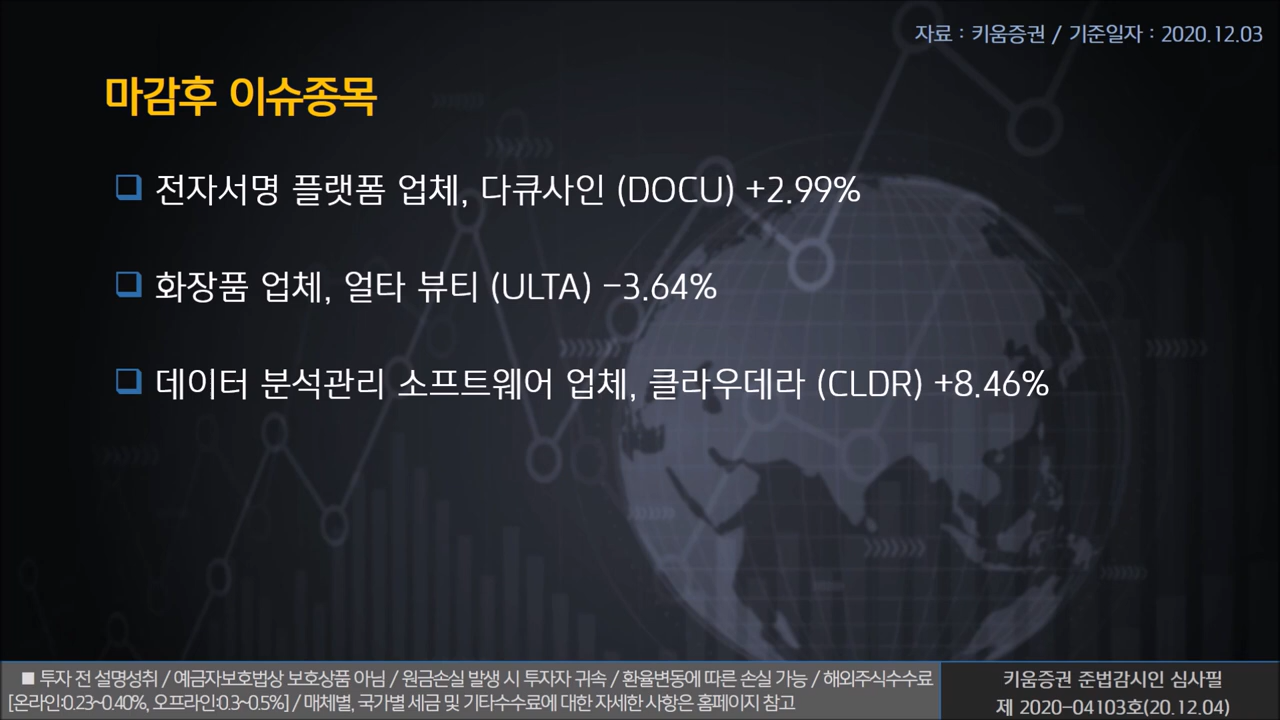 자료 : 키움증권 / 기준일자 : 2020.12.03
마감후 이슈종목
❑ 전자서명 플랫폼 업체, 다큐사인 (DOCU) +2.99%
❑ 화장품 업체, 얼타 뷰티 (ULTA) -3.64%
❑ 데이터 분석관리 소프트웨어 업체, 클라우데라 (CLDR) +8.46%
■ 투자 전 설명성취 / 예금자보호법상 보호상품 아님 / 원금손실 발생 시 투자자 귀속 / 환율변동에 따른 손실 가능 / 해외주식수수료
[온라인:0.23~0.40%, 오프라인:0.3~0.5%] / 매체별, 국가별 세금 및 기타수수료에 대한 자세한 사항은 홈페이지 참고
키움증권 준법감시인 심사필
제 2020-04103호(20.12.04)